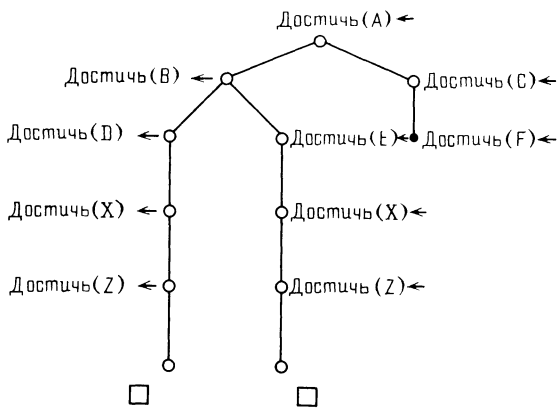 Достичь(A) ←
Достичь(B) ←
Достичь(C) ←
Достичь(D) ←
Достичь(E) ←
Достичь(F) ←
Достичь(X) ←
Достичь(X) ←
Достичь(Z) ←
Достичь(Z) ←